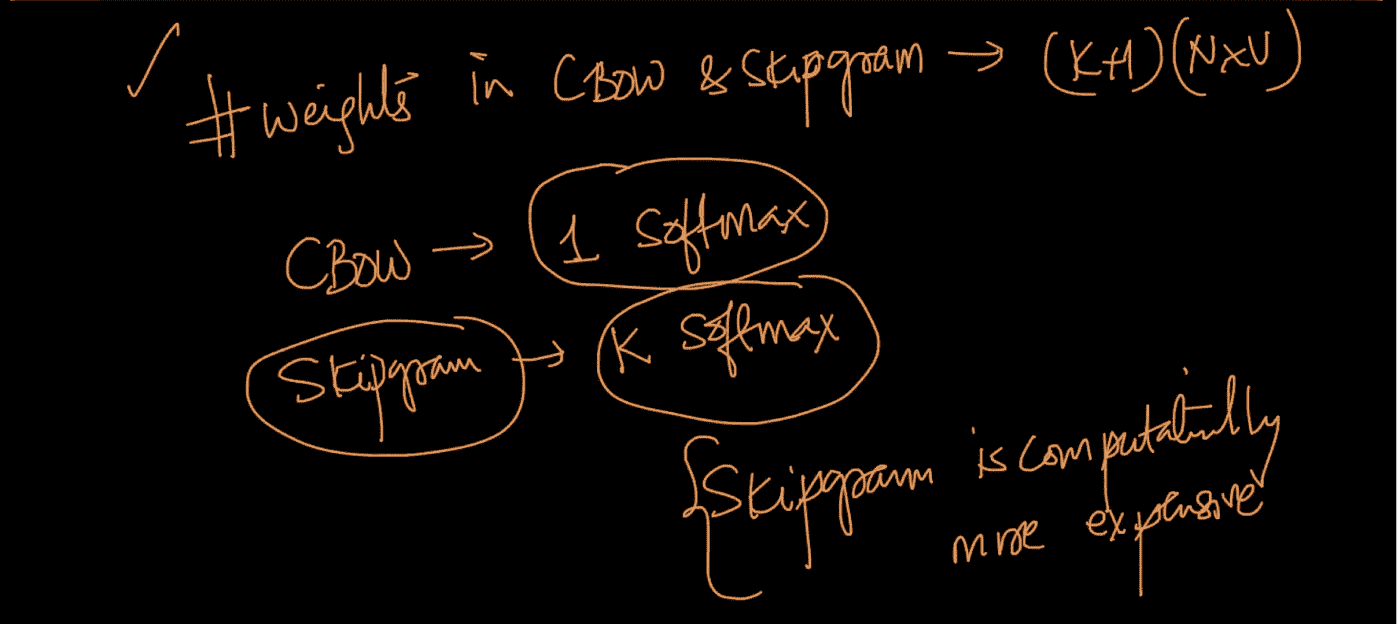 ✓ #weights in CBOW & Skipgram → (K+1)(N×V)
CBOW → 1 Softmax
Skipgram → K Softmax
{Skipgram is computationally
more expensive